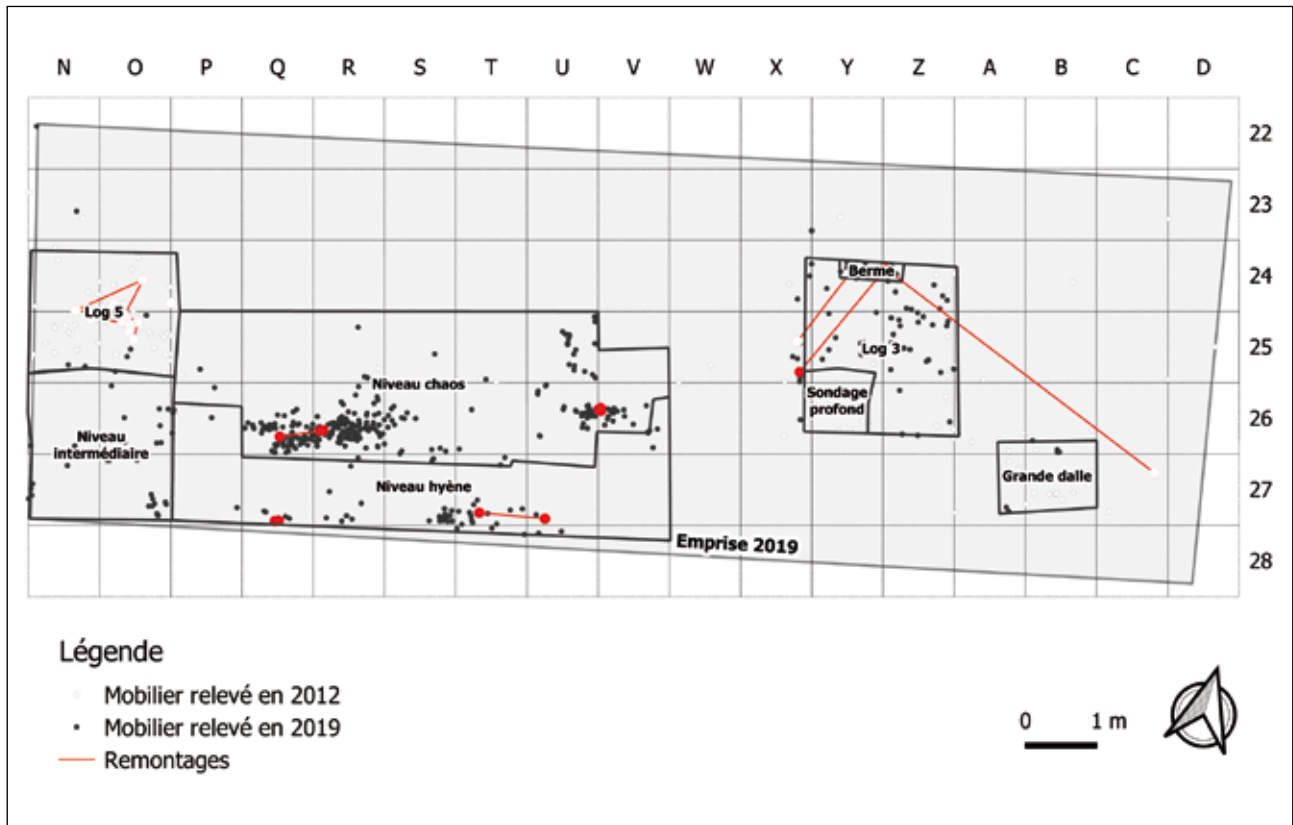 N O P Q R S T U V W X Y Z A B C D
22
23
24
25
26
27
28
Berme
Log 5
Log 3
Niveau chaos
Sondage
profond
Niveau
intermédiaire
Grande dalle
Niveau hyène
Emprise 2019
Légende
Mobilier relevé en 2012
Mobilier relevé en 2019
Remontages
0 1 m